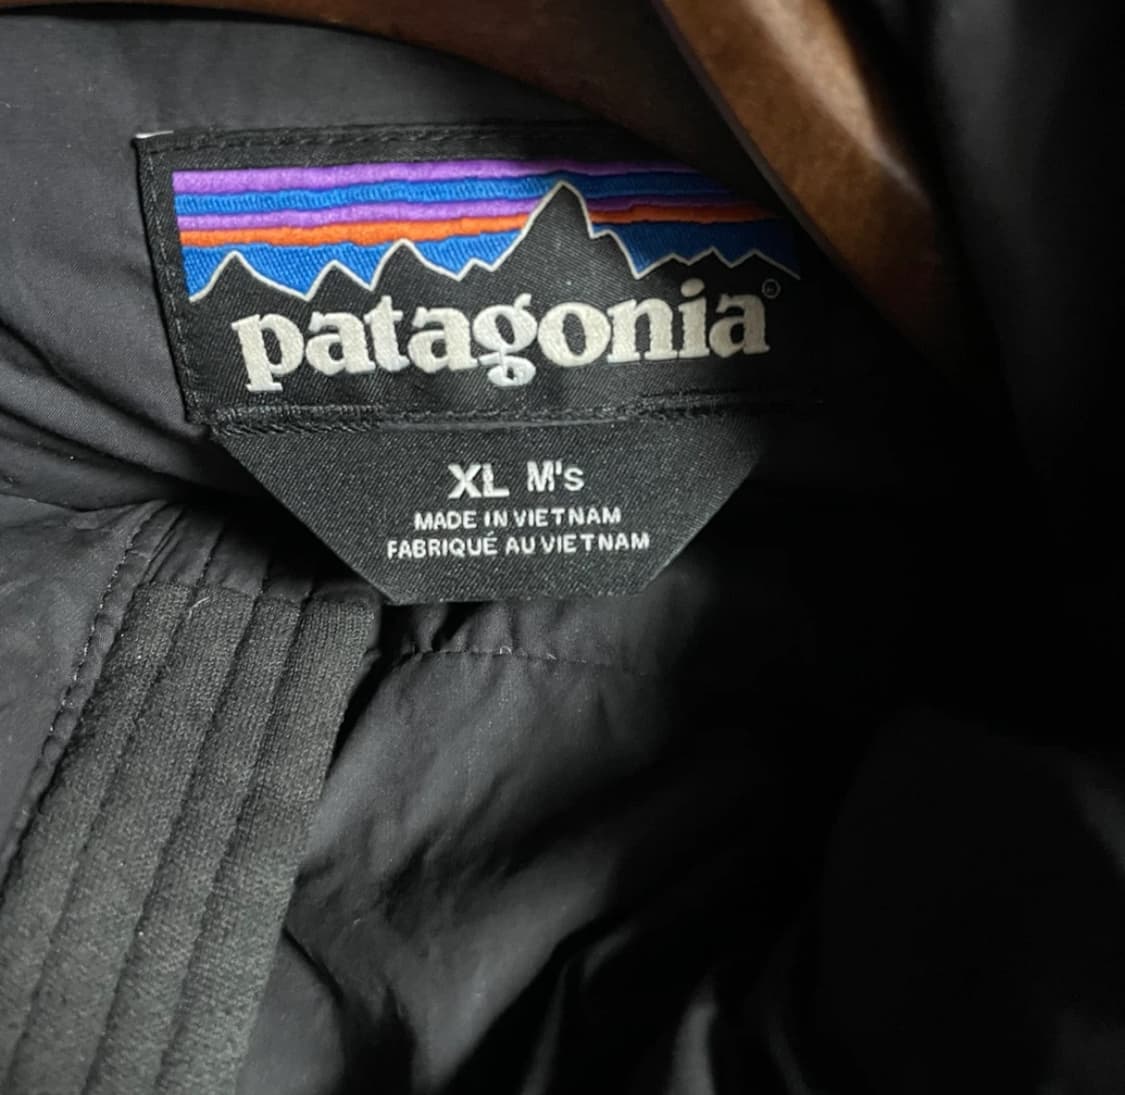 patagonia®
XL M's
MADE IN VIETNAM
FABRIQUÉ AU VIETNAM